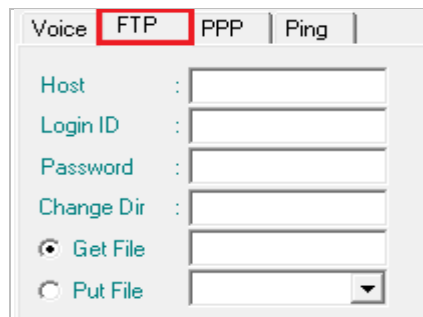 Voice FTP PPP Ping
Host :
Login ID :
Password :
Change Dir :
Get File
Put File